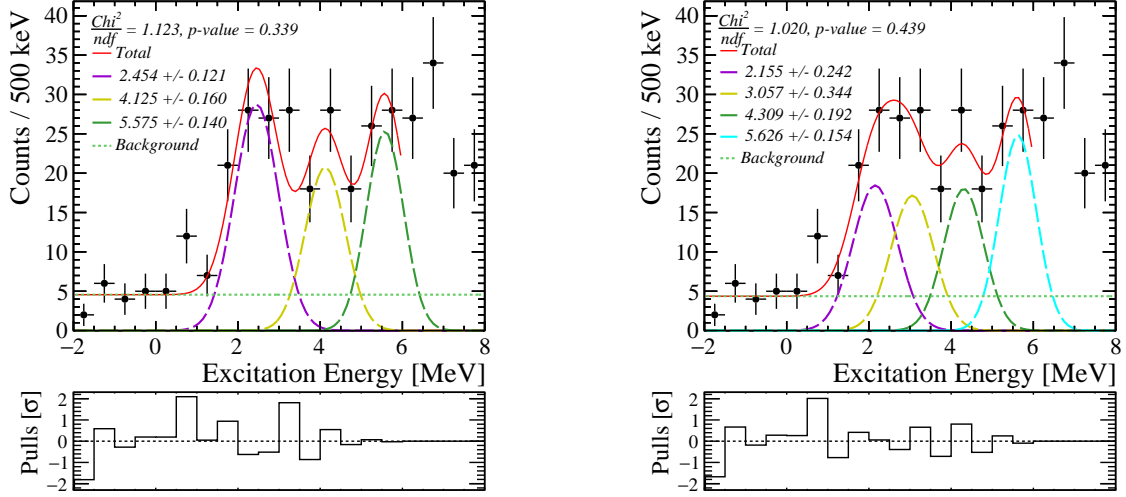 Counts / 500 keV
40
35
30
25
20
15
10
5
0
Chi²/ndf = 1.123, p-value = 0.339
Total
2.454 +/- 0.121
4.125 +/- 0.160
5.575 +/- 0.140
Background
−2 0 2 4 6 8
Excitation Energy [MeV]
Pulls [σ]
2
1
0
−1
−2
Counts / 500 keV
40
35
30
25
20
15
10
5
0
Chi²/ndf = 1.020, p-value = 0.439
Total
2.155 +/- 0.242
3.057 +/- 0.344
4.309 +/- 0.192
5.626 +/- 0.154
Background
−2 0 2 4 6 8
Excitation Energy [MeV]
Pulls [σ]
2
1
0
−1
−2